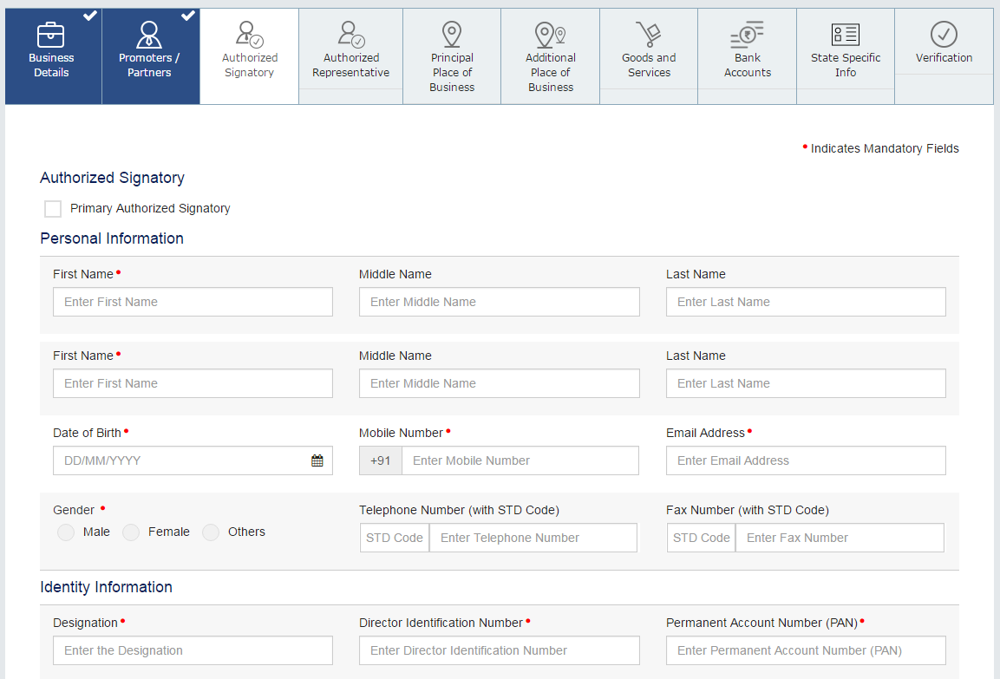 Business Details
Promoters / Partners
Authorized Signatory
Authorized Representative
Principal Place of Business
Additional Place of Business
Goods and Services
Bank Accounts
State Specific Info
Verification
• Indicates Mandatory Fields
Authorized Signatory
Primary Authorized Signatory
Personal Information
First Name• Middle Name Last Name
Enter First Name Enter Middle Name Enter Last Name
First Name• Middle Name Last Name
Enter First Name Enter Middle Name Enter Last Name
Date of Birth• Mobile Number• Email Address•
DD/MM/YYYY +91 Enter Mobile Number Enter Email Address
Gender • Telephone Number (with STD Code) Fax Number (with STD Code)
Male Female Others STD Code Enter Telephone Number STD Code Enter Fax Number
Identity Information
Designation• Director Identification Number• Permanent Account Number (PAN)•
Enter the Designation Enter Director Identification Number Enter Permanent Account Number (PAN)